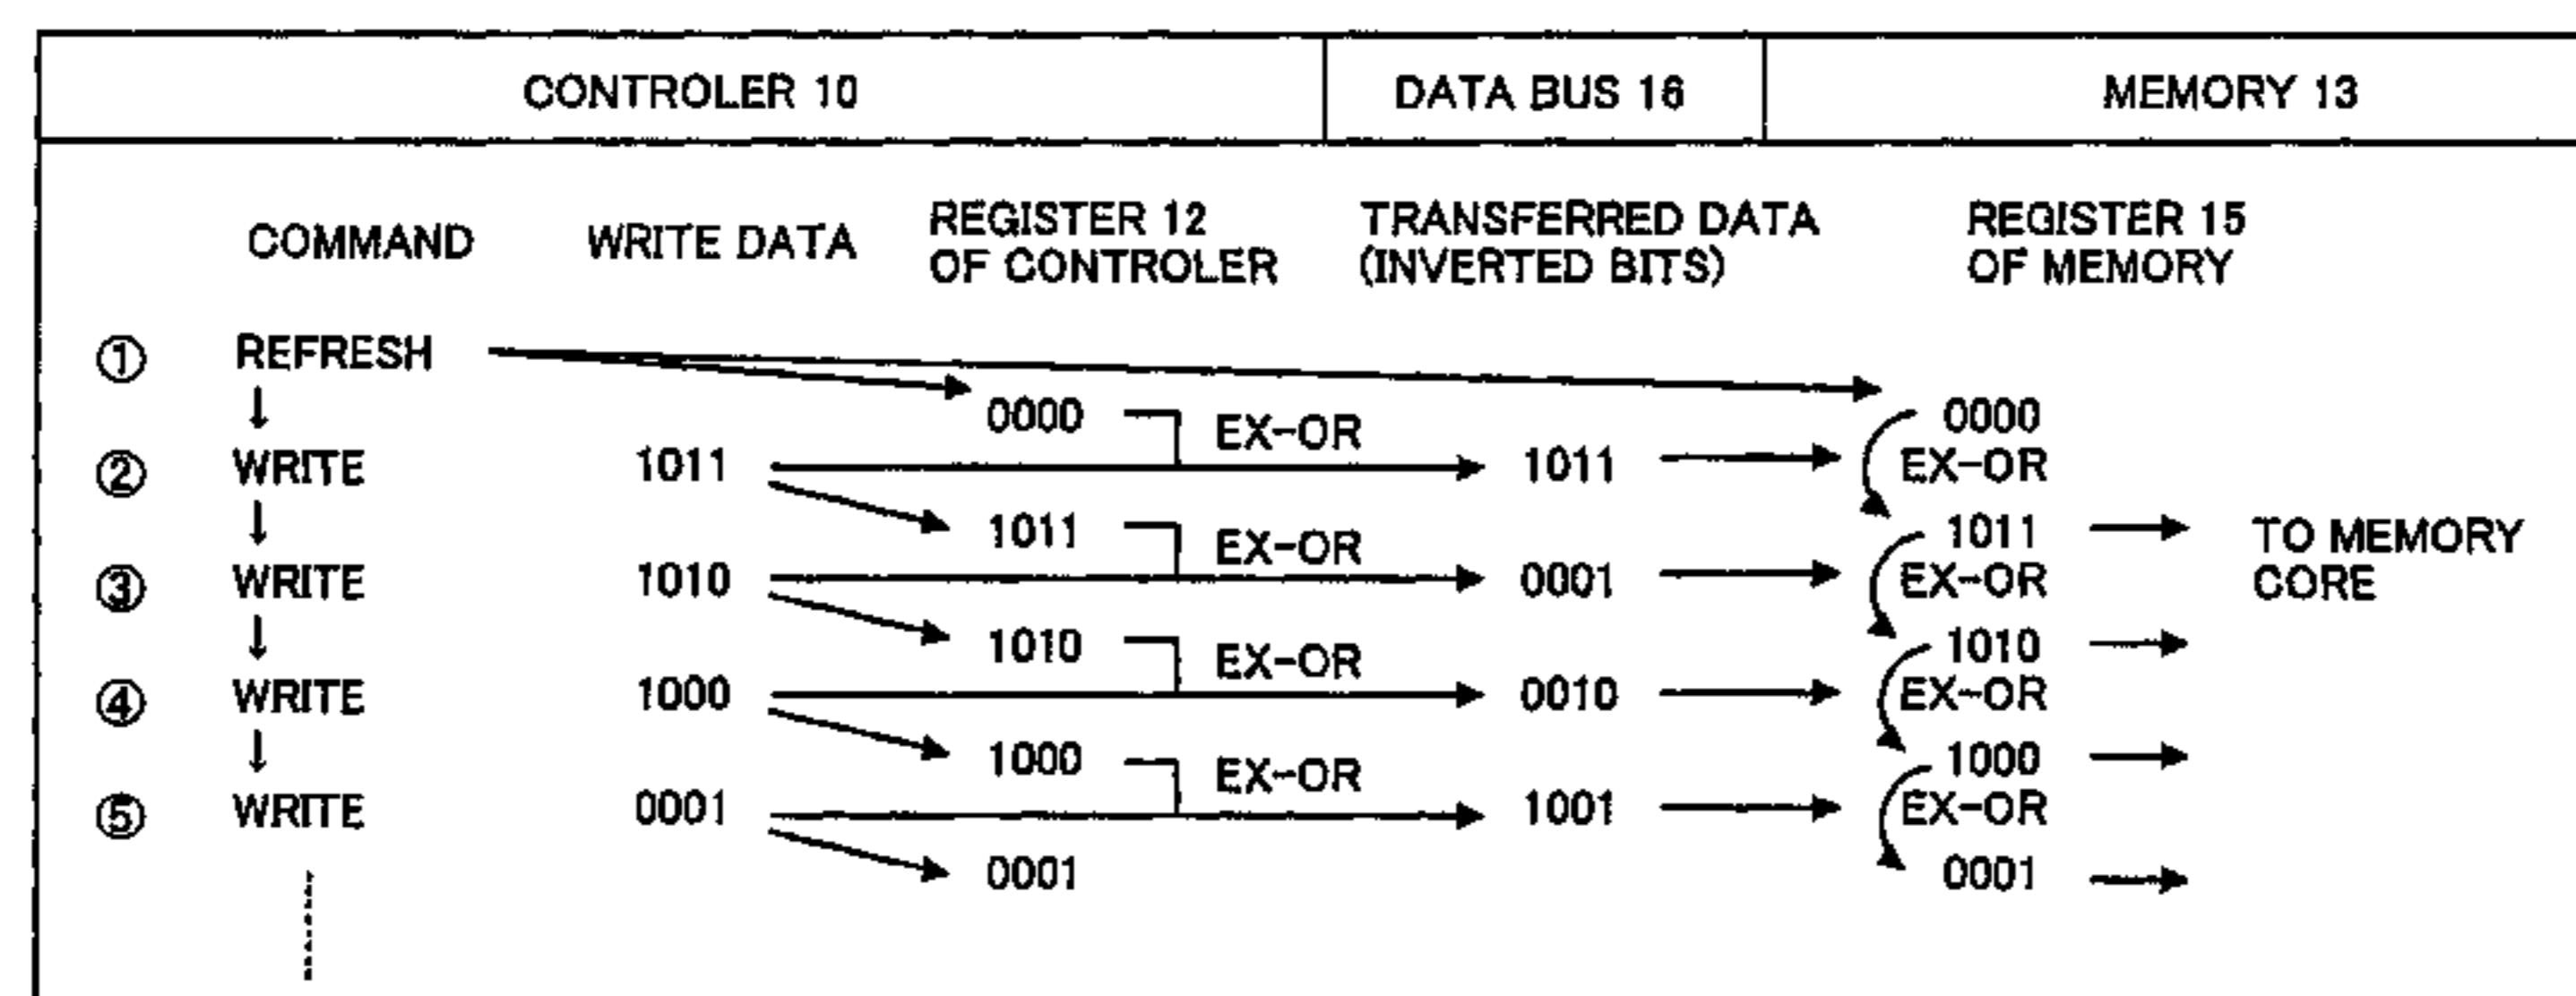 CONTROLER 10 DATA BUS 16 MEMORY 13
COMMAND WRITE DATA REGISTER 12 OF CONTROLER TRANSFERRED DATA (INVERTED BITS) REGISTER 15 OF MEMORY
① REFRESH
0000 EX-OR 0000
② WRITE 1011 1011 EX-OR
1011 EX-OR 1011 TO MEMORY CORE
③ WRITE 1010 0001 EX-OR
1010 EX-OR 1010
④ WRITE 1000 0010 EX-OR
1000 EX-OR 1000
⑤ WRITE 0001 1001 EX-OR
0001 0001